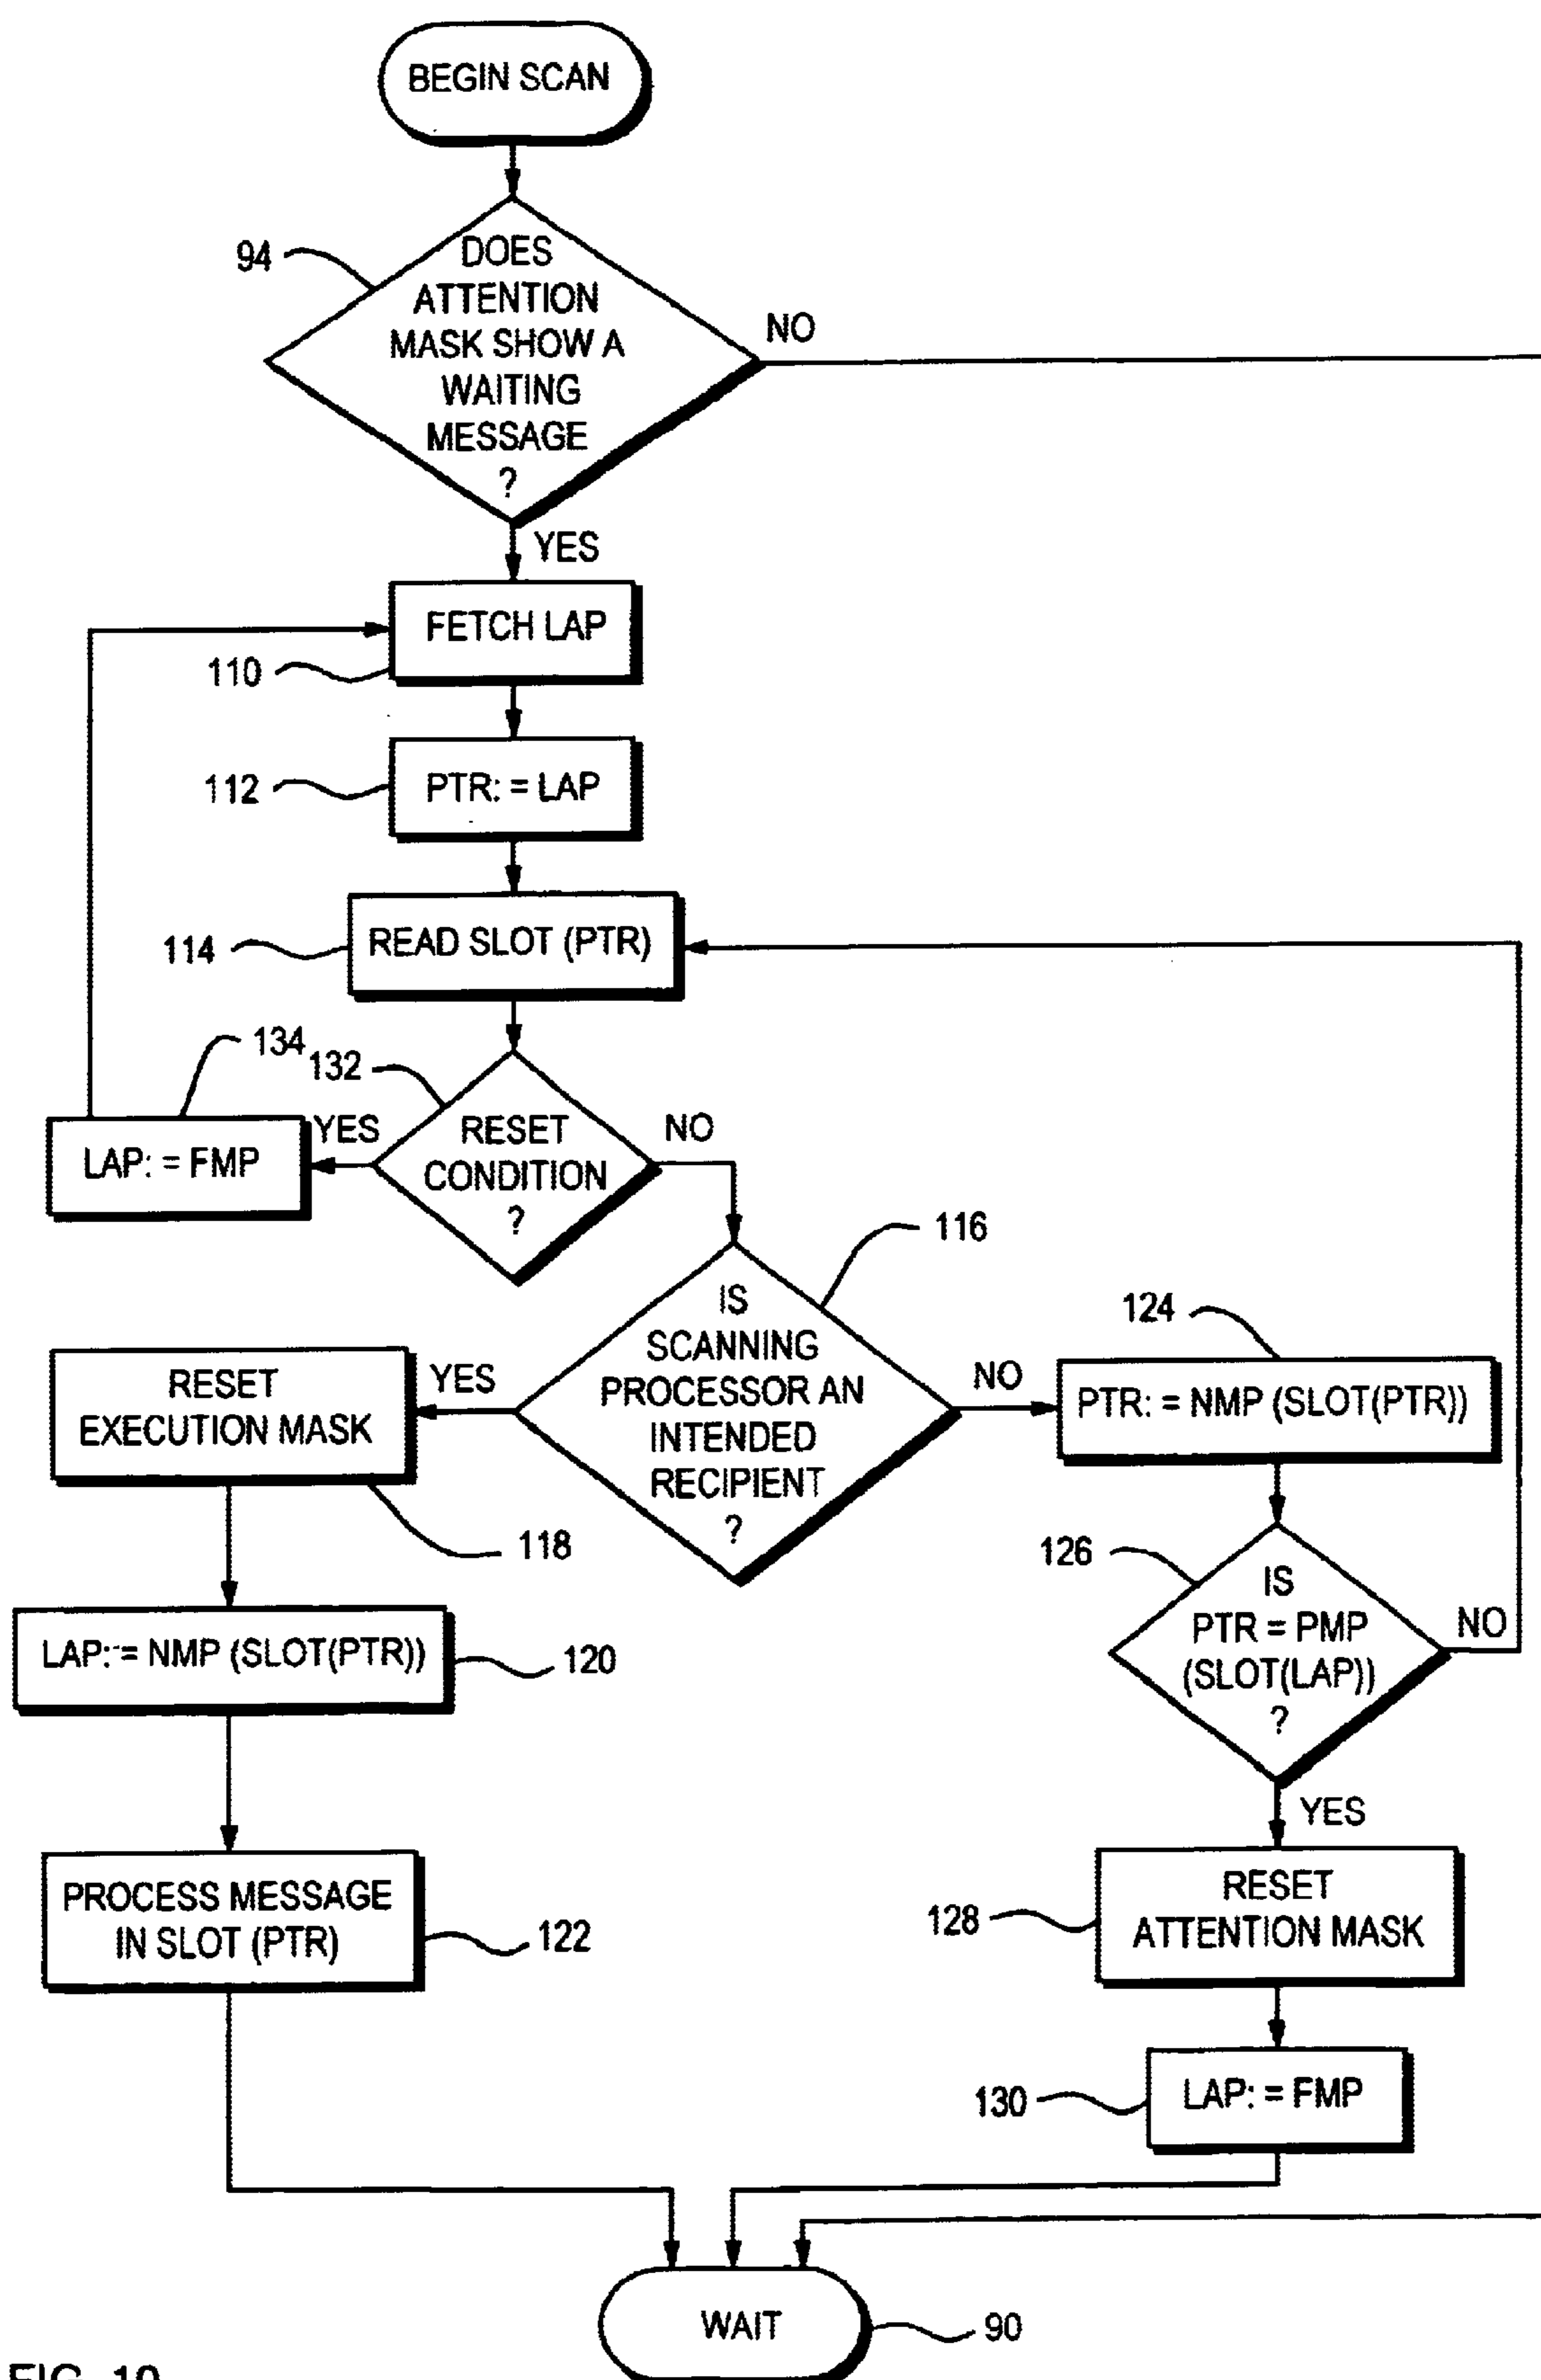 BEGIN SCAN
94
DOES
ATTENTION
MASK SHOW A
WAITING
MESSAGE
?
NO
YES
FETCH LAP
110
PTR: = LAP
112
READ SLOT (PTR)
114
134
132
LAP: = FMP
YES
RESET
CONDITION
?
NO
116
IS
SCANNING
PROCESSOR AN
INTENDED
RECIPIENT
?
YES
NO
RESET
EXECUTION MASK
118
124
PTR: = NMP (SLOT(PTR))
126
IS
PTR = PMP
(SLOT(LAP))
?
NO
YES
LAP: = NMP (SLOT(PTR))
120
PROCESS MESSAGE
IN SLOT (PTR)
122
128
RESET
ATTENTION MASK
130
LAP: = FMP
WAIT
90